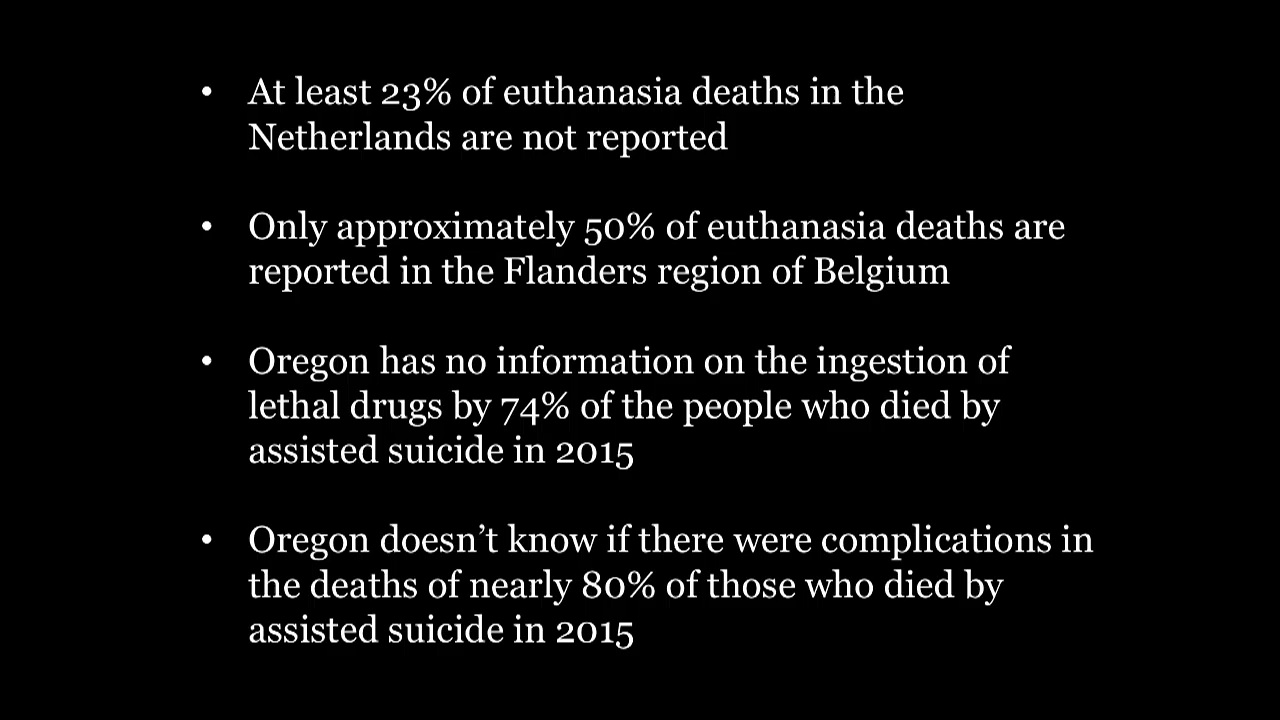 • At least 23% of euthanasia deaths in the
Netherlands are not reported
• Only approximately 50% of euthanasia deaths are
reported in the Flanders region of Belgium
• Oregon has no information on the ingestion of
lethal drugs by 74% of the people who died by
assisted suicide in 2015
• Oregon doesn’t know if there were complications in
the deaths of nearly 80% of those who died by
assisted suicide in 2015